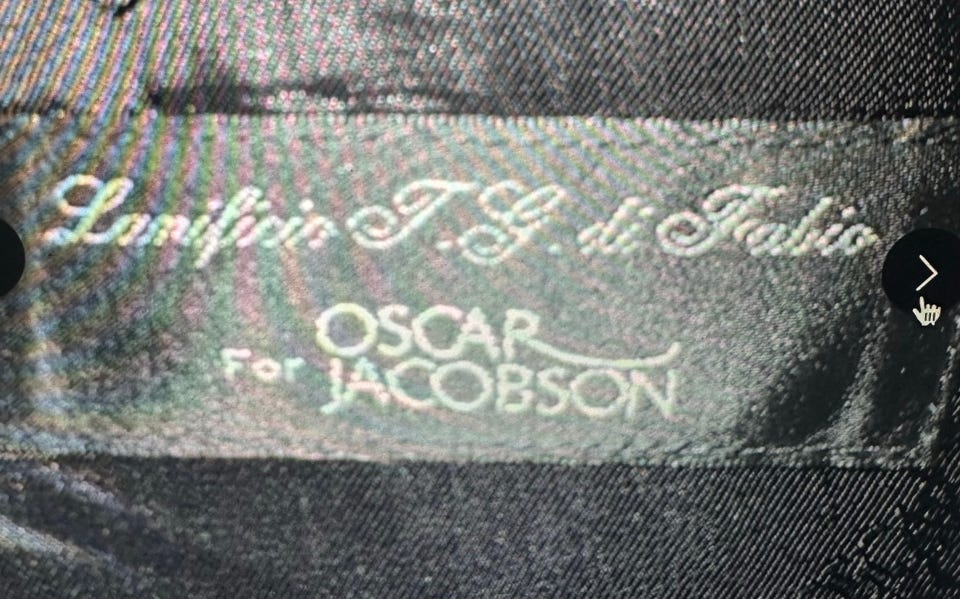 Lanificio T.G. di Fabio
For OSCAR
JACOBSON